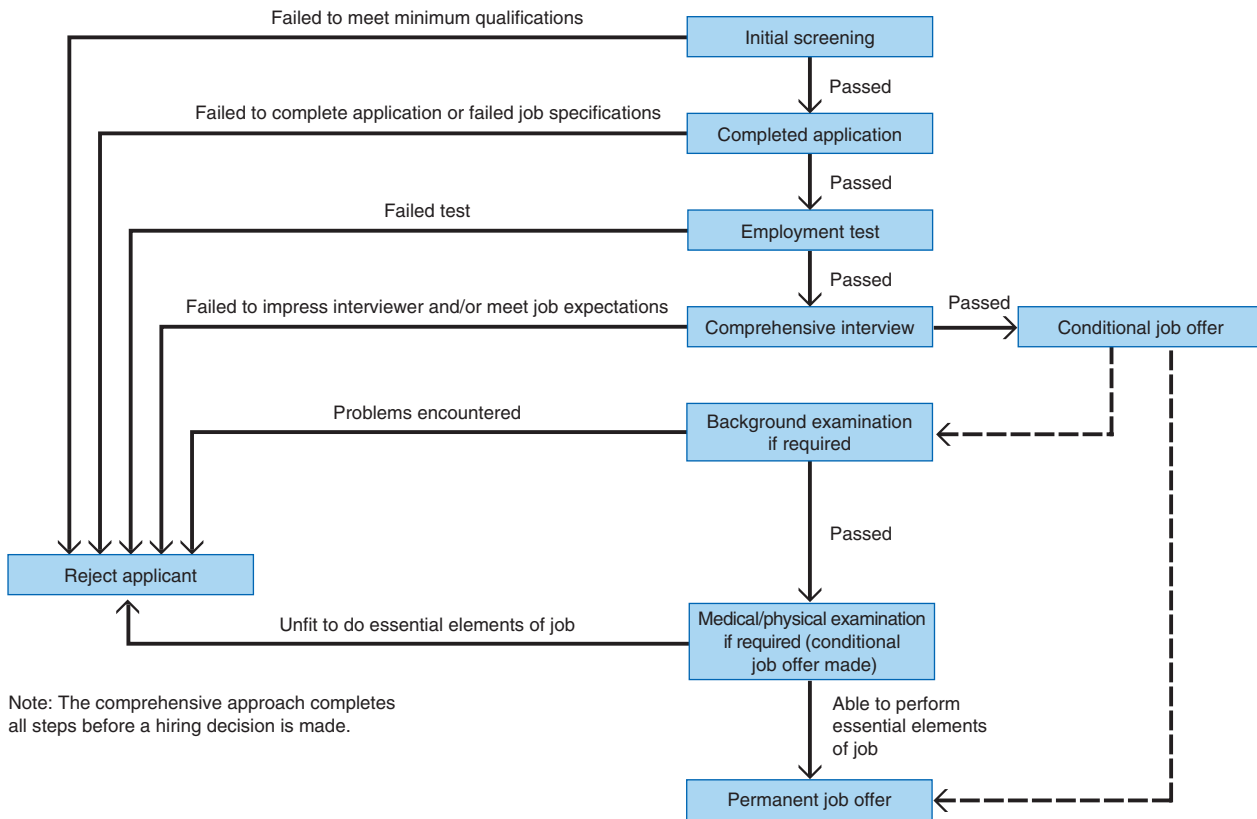 Failed to meet minimum qualifications
Initial screening
Passed
Failed to complete application or failed job specifications
Completed application
Passed
Failed test
Employment test
Passed
Failed to impress interviewer and/or meet job expectations
Comprehensive interview
Passed
Conditional job offer
Problems encountered
Background examination
if required
Passed
Reject applicant
Unfit to do essential elements of job
Medical/physical examination
if required (conditional
job offer made)
Note: The comprehensive approach completes
all steps before a hiring decision is made.
Able to perform
essential elements
of job
Permanent job offer